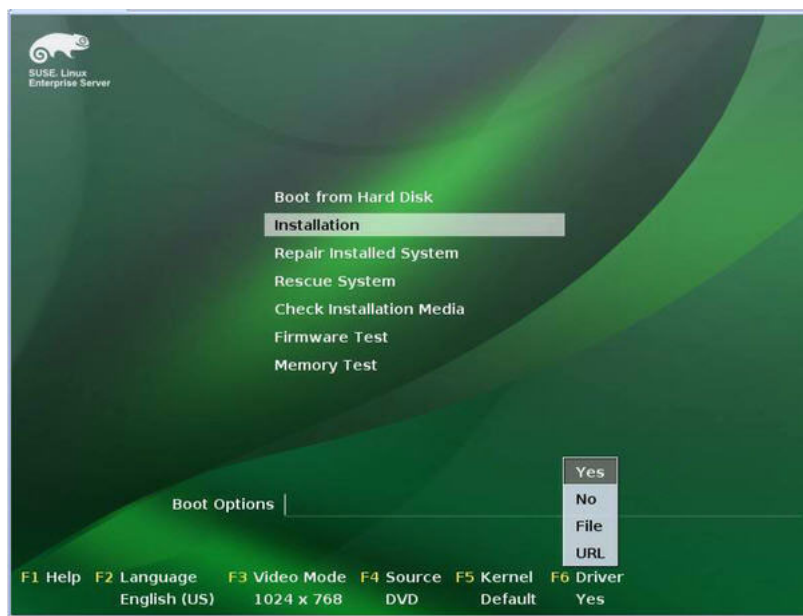 SUSE. Linux
Enterprise Server
Boot from Hard Disk
Installation
Repair Installed System
Rescue System
Check Installation Media
Firmware Test
Memory Test
Boot Options
Yes
No
File
URL
F1 Help F2 Language F3 Video Mode F4 Source F5 Kernel F6 Driver
English (US) 1024 x 768 DVD Default Yes